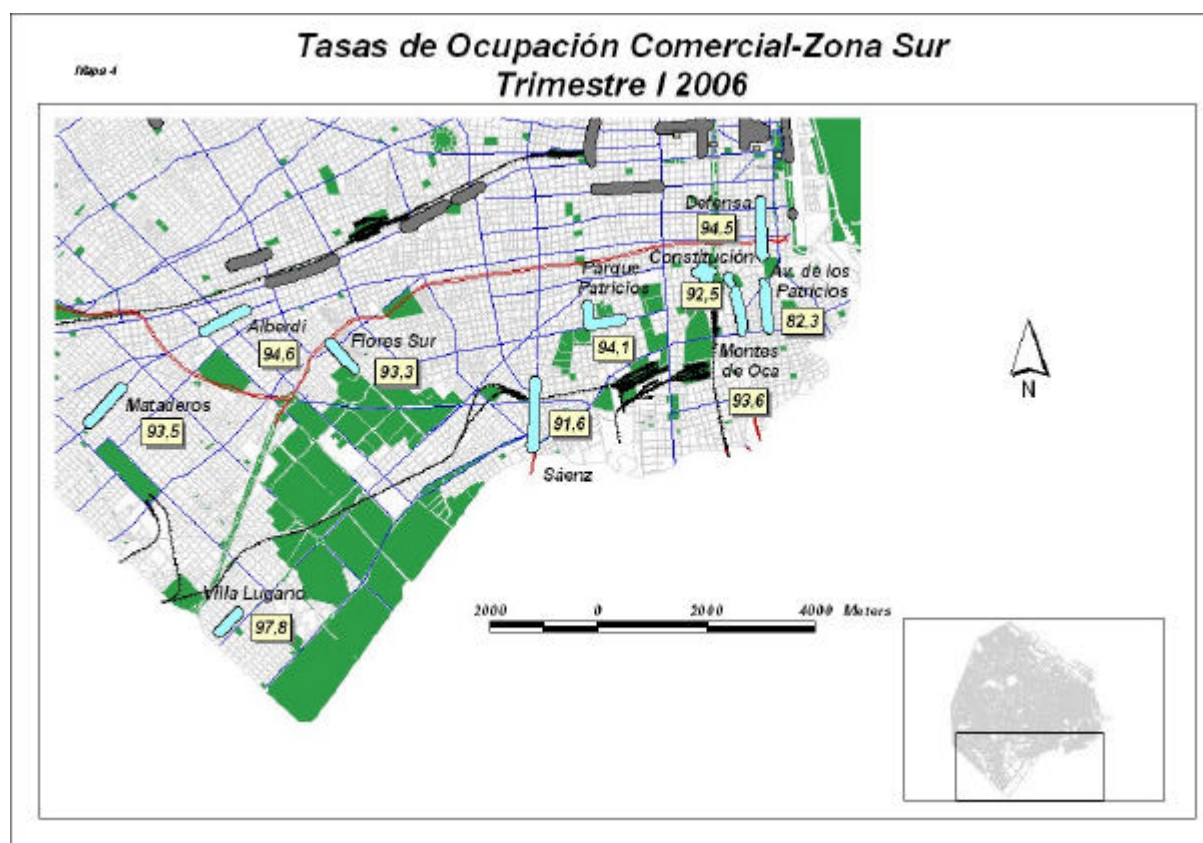 Tasas de Ocupación Comercial-Zona Sur
Trimestre I 2006
Mapa 4
Defensa
94.5
Constitución
92,5
Parque
Patricios
94,1
Av. de los
Patricios
82.3
Alberdi
94,6
Flores Sur
93,3
Montes
de Oca
93,6
Mataderos
93,5
91,6
Sáenz
Villa Lugano
97,8
N
2000 0 2000 4000 Meters